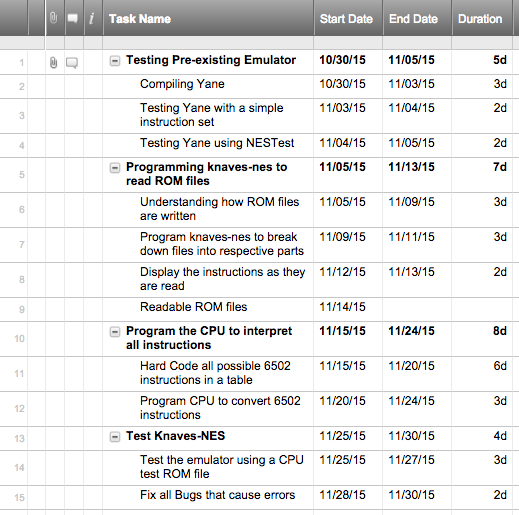 i Task Name Start Date End Date Duration
1 Testing Pre-existing Emulator 10/30/15 11/05/15 5d
2 Compiling Yane 10/30/15 11/03/15 3d
3 Testing Yane with a simple instruction set 11/03/15 11/04/15 2d
4 Testing Yane using NESTest 11/04/15 11/05/15 2d
5 Programming knaves-nes to read ROM files 11/05/15 11/13/15 7d
6 Understanding how ROM files are written 11/05/15 11/09/15 3d
7 Program knaves-nes to break down files into respective parts 11/09/15 11/11/15 3d
8 Display the instructions as they are read 11/12/15 11/13/15 2d
9 Readable ROM files 11/14/15
10 Program the CPU to interpret all instructions 11/15/15 11/24/15 8d
11 Hard Code all possible 6502 instructions in a table 11/15/15 11/20/15 6d
12 Program CPU to convert 6502 instructions 11/20/15 11/24/15 3d
13 Test Knaves-NES 11/25/15 11/30/15 4d
14 Test the emulator using a CPU test ROM file 11/25/15 11/27/15 3d
15 Fix all Bugs that cause errors 11/28/15 11/30/15 2d